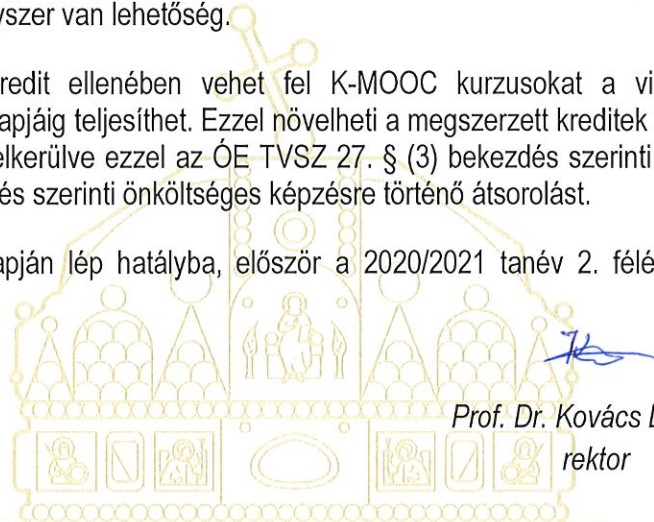 yszer van lehetőség.
redit ellenében vehet fel K-MOOC kurzusokat a vi
apjáig teljesíthet. Ezzel növelheti a megszerzett kreditek
elkerülve ezzel az ÓE TVSZ 27. § (3) bekezdés szerinti
és szerinti önköltséges képzésre történő átsorolást.
apján lép hatályba, először a 2020/2021 tanév 2. félé
Prof. Dr. Kovács
rektor